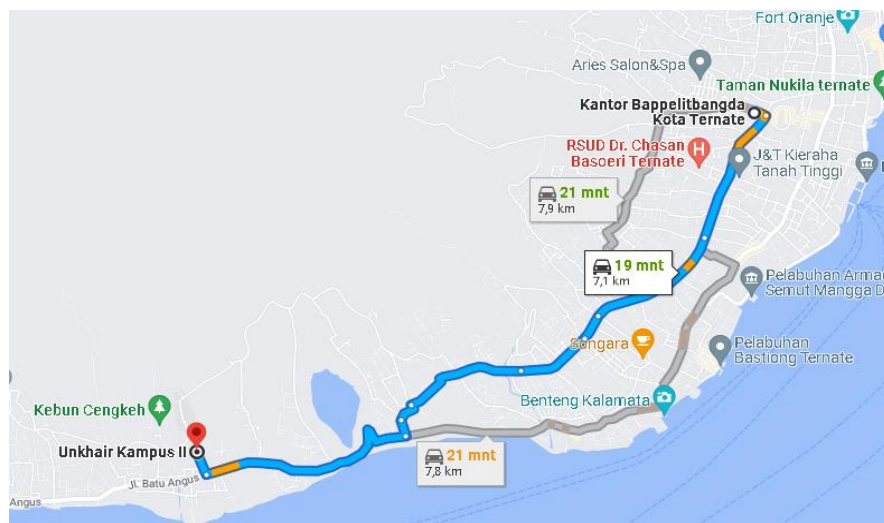 Fort Oranje
Aries Salon&Spa
Taman Nukila ternate
Kantor Bappelitbangda
Kota Ternate
RSUD Dr. Chasan
Basoeri Ternate
H
J&T Kieraha
Tanah Tinggi
21 mnt
7,9 km
19 mnt
7,1 km
Pelabuhan Arman
Semut Mangga D
Songara
Pelabuhan
Bastiong Ternate
Benteng Kalamata
Kebun Cengkeh
Unkhair Kampus II
21 mnt
7,8 km
Jl. Batu Angus
Angus